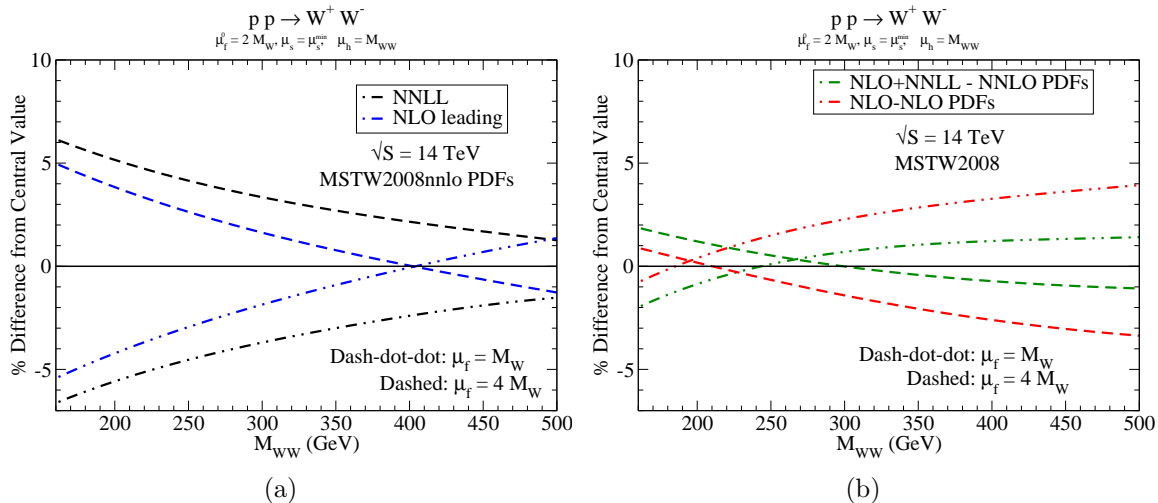 p p → W⁺ W⁻
μ⁰_f = 2 M_W, μ_s = μ_s^min, μ_h = M_WW
% Difference from Central Value
10
5
0
-5
NNLL
NLO leading
√S = 14 TeV
MSTW2008nnlo PDFs
Dash-dot-dot: μ_f = M_W
Dashed: μ_f = 4 M_W
200 250 300 350 400 450 500
M_WW (GeV)
(a)
p p → W⁺ W⁻
μ⁰_f = 2 M_W, μ_s = μ_s^min, μ_h = M_WW
% Difference from Central Value
10
5
0
-5
NLO+NNLL - NNLO PDFs
NLO-NLO PDFs
√S = 14 TeV
MSTW2008
Dash-dot-dot: μ_f = M_W
Dashed: μ_f = 4 M_W
200 250 300 350 400 450 500
M_WW (GeV)
(b)